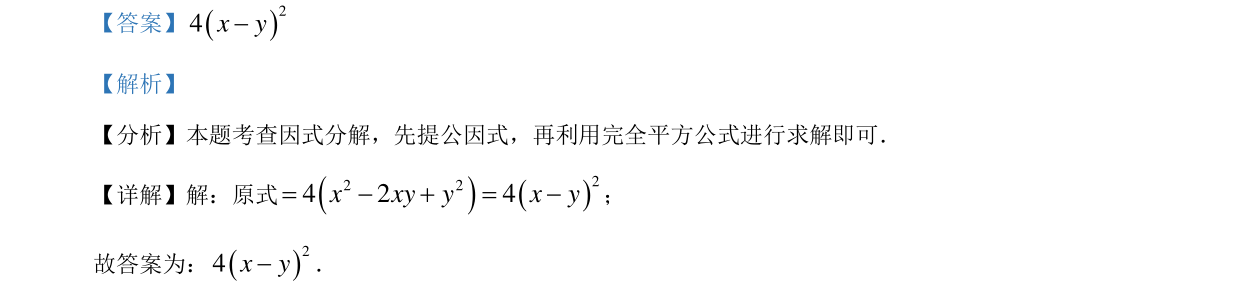 【答案】4(x−y)²
【解析】
【分析】本题考查因式分解，先提公因式，再利用完全平方公式进行求解即可．
【详解】解：原式=4(x²−2xy+y²)=4(x−y)²；
故答案为：4(x−y)²．